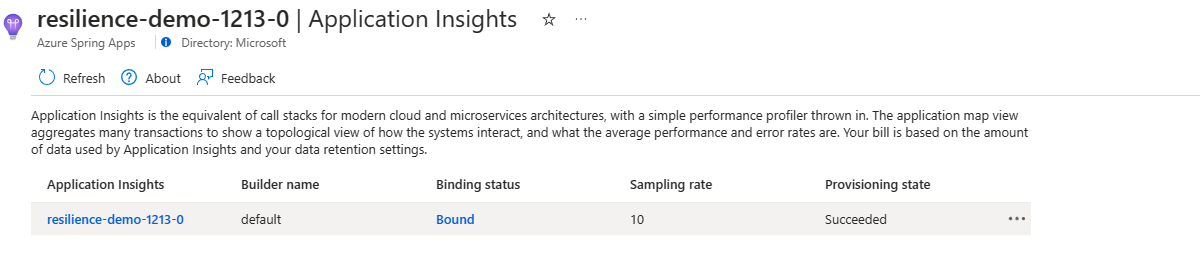 resilience-demo-1213-0 | Application Insights
Azure Spring Apps Directory: Microsoft
Refresh About Feedback
Application Insights is the equivalent of call stacks for modern cloud and microservices architectures, with a simple performance profiler thrown in. The application map view
aggregates many transactions to show a topological view of how the systems interact, and what the average performance and error rates are. Your bill is based on the amount
of data used by Application Insights and your data retention settings.
Application Insights Builder name Binding status Sampling rate Provisioning state
resilience-demo-1213-0 default Bound 10 Succeeded